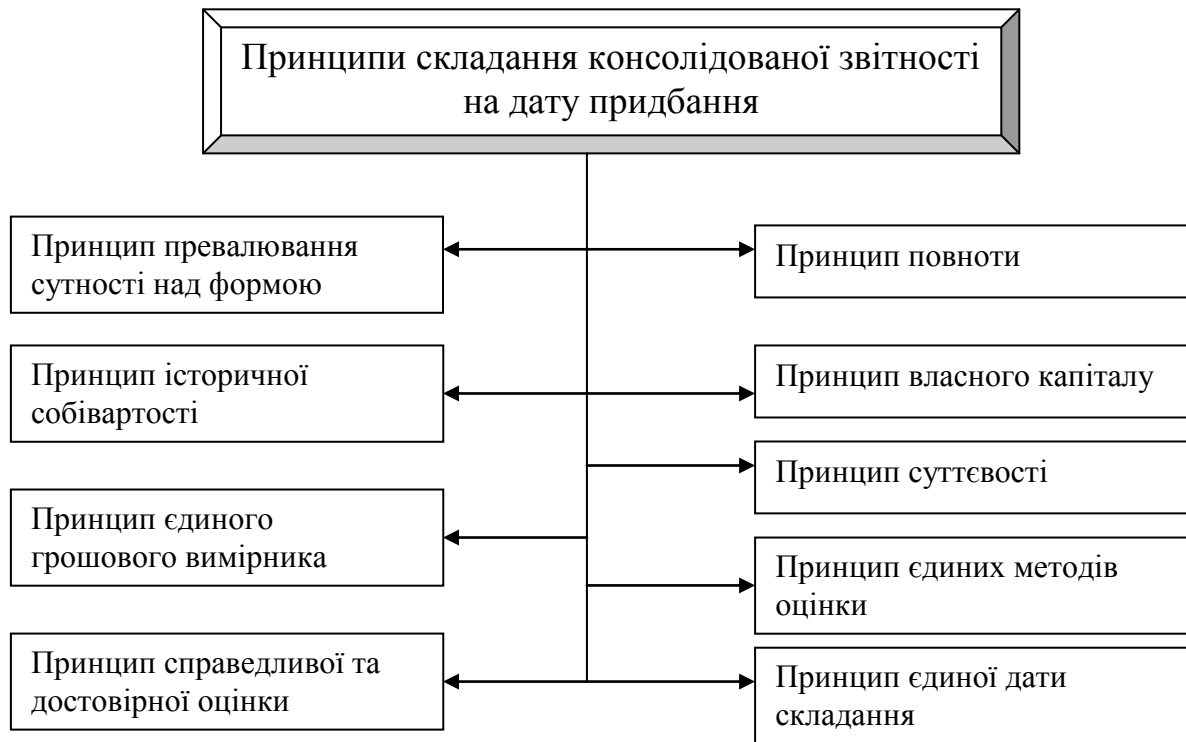 Принципи складання консолідованої звітності
на дату придбання
Принцип превалювання
сутності над формою
Принцип повноти
Принцип історичної
собівартості
Принцип власного капіталу
Принцип суттєвості
Принцип єдиного
грошового вимірника
Принцип єдиних методів
оцінки
Принцип справедливої та
достовірної оцінки
Принцип єдиної дати
складання